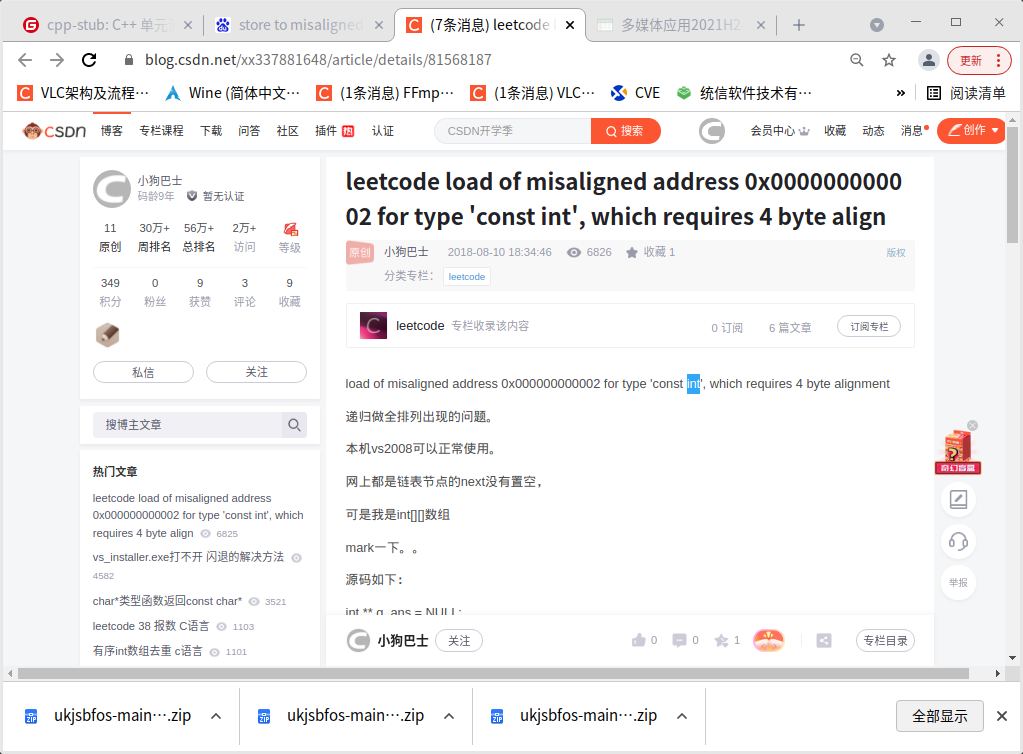 cpp-stub: C++ 单元
store to misaligned
(7条消息) leetcode
多媒体应用2021H2
blog.csdn.net/xx337881648/article/details/81568187
更新
VLC架构及流程…
Wine (简体中文…
(1条消息) FFmp…
(1条消息) VLC…
CVE
统信软件技术有…
»
阅读清单
CSDN
博客
专栏课程
下载
问答
社区
插件
热
认证
CSDN开学季
搜索
会员中心
收藏
动态
消息
创作
小狗巴士
码龄9年
暂无认证
11
30万+
56万+
2万+
原创
周排名
总排名
访问
等级
349
0
9
3
9
积分
粉丝
获赞
评论
收藏
私信
关注
搜博主文章
热门文章
leetcode load of misaligned address
0x000000000002 for type 'const int', which
requires 4 byte align 6825
vs_installer.exe打不开 闪退的解决方法
4582
char*类型函数返回const char* 3521
leetcode 38 报数 C语言 1103
有序int数组去重 c语言 1101
leetcode load of misaligned address 0x0000000000
02 for type 'const int', which requires 4 byte align
原创
小狗巴士
2018-08-10 18:34:46
6826
收藏 1
版权
分类专栏：
leetcode
leetcode 专栏收录该内容
0 订阅
6 篇文章
订阅专栏
load of misaligned address 0x000000000002 for type 'const int', which requires 4 byte alignment
递归做全排列出现的问题。
本机vs2008可以正常使用。
网上都是链表节点的next没有置空，
可是我是int[][]数组
mark一下。。
源码如下：
int ** g_ans = NULL;
奇幻盲盒
举报
小狗巴士
关注
0
0
1
专栏目录
ZIP
ukjsbfos-main….zip
ZIP
ukjsbfos-main….zip
ZIP
ukjsbfos-main….zip
全部显示